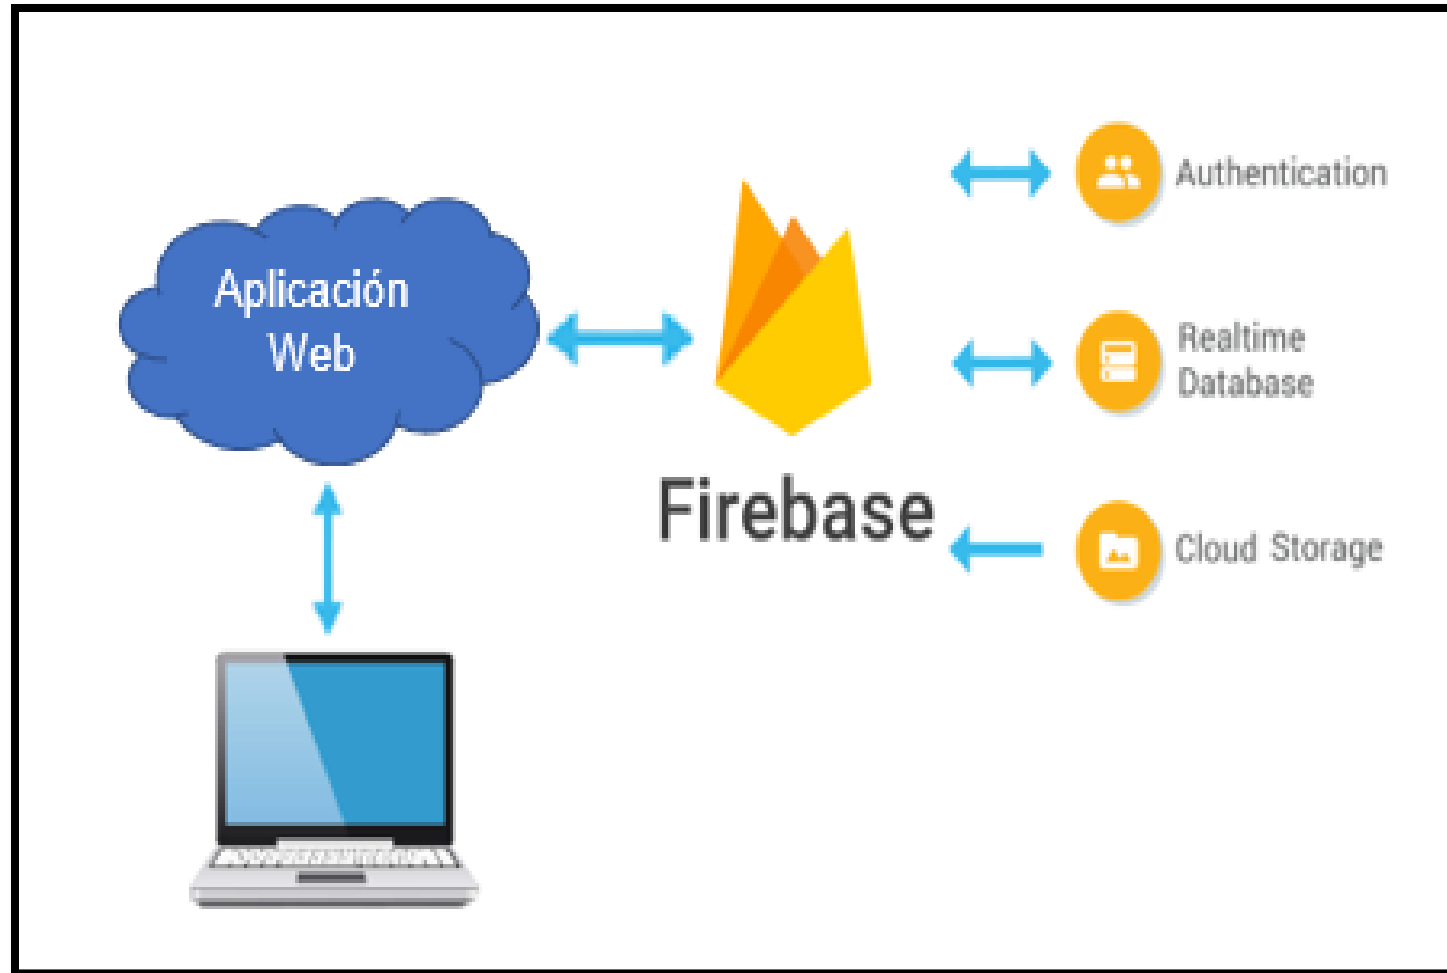 Aplicación
Web
Firebase
Authentication
Realtime
Database
Cloud Storage